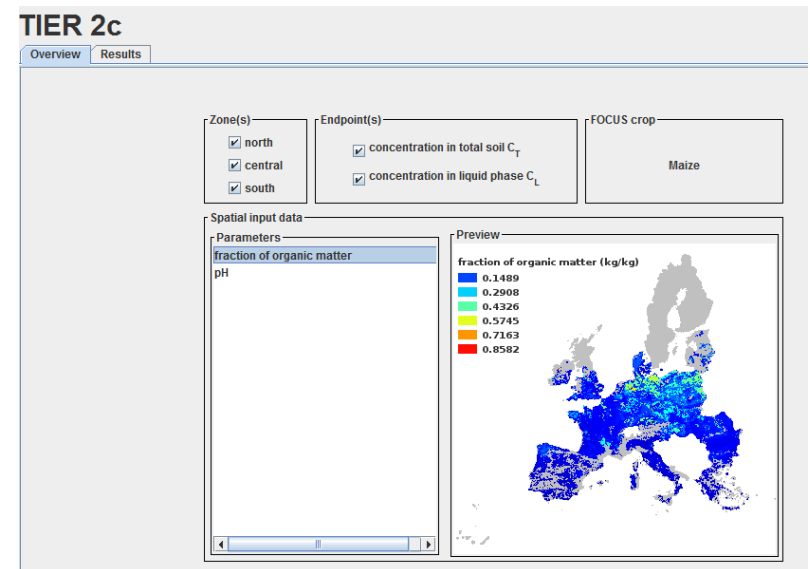 TIER 2c
Overview Results
Zone(s) Endpoint(s) FOCUS crop
north
central
south
concentration in total soil C_T
concentration in liquid phase C_L
Maize
Spatial input data
Parameters
fraction of organic matter
pH
Preview
fraction of organic matter (kg/kg)
0.1489
0.2908
0.4326
0.5745
0.7163
0.8582